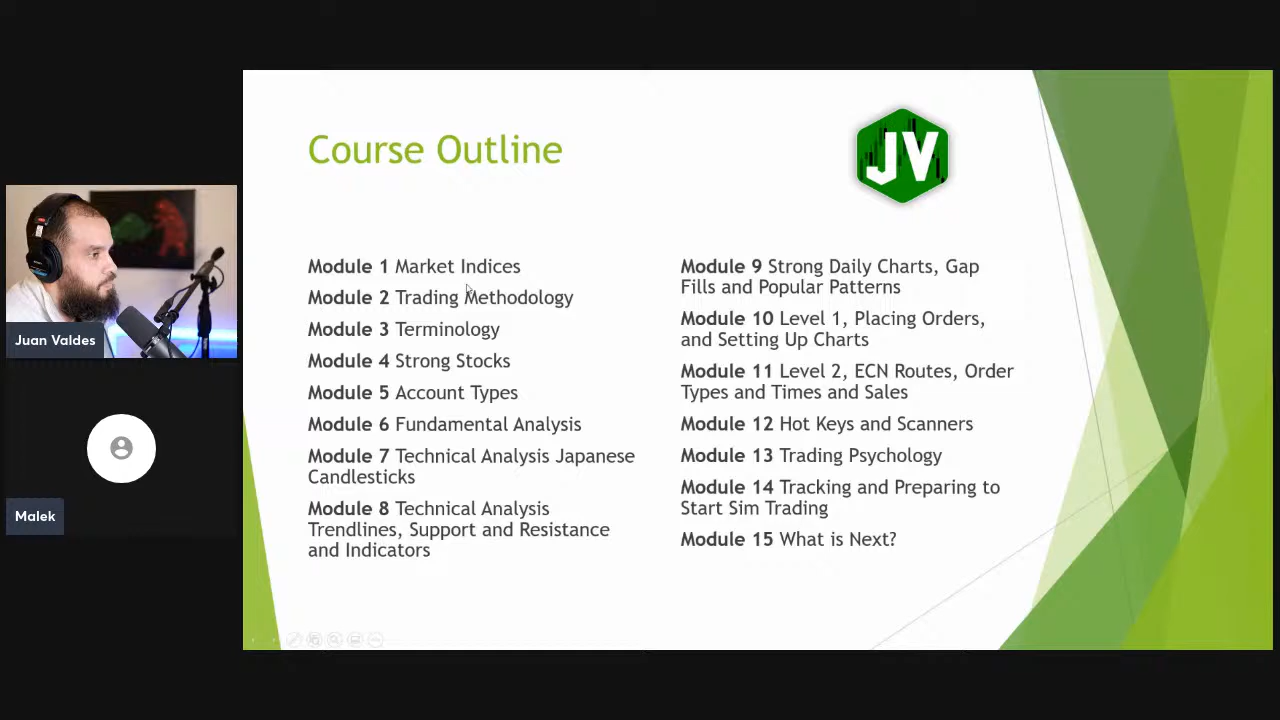 Course Outline
JV
Module 1 Market Indices
Module 2 Trading Methodology
Module 3 Terminology
Module 4 Strong Stocks
Module 5 Account Types
Module 6 Fundamental Analysis
Module 7 Technical Analysis Japanese
Candlesticks
Module 8 Technical Analysis
Trendlines, Support and Resistance
and Indicators
Module 9 Strong Daily Charts, Gap
Fills and Popular Patterns
Module 10 Level 1, Placing Orders,
and Setting Up Charts
Module 11 Level 2, ECN Routes, Order
Types and Times and Sales
Module 12 Hot Keys and Scanners
Module 13 Trading Psychology
Module 14 Tracking and Preparing to
Start Sim Trading
Module 15 What is Next?
Juan Valdes
Malek